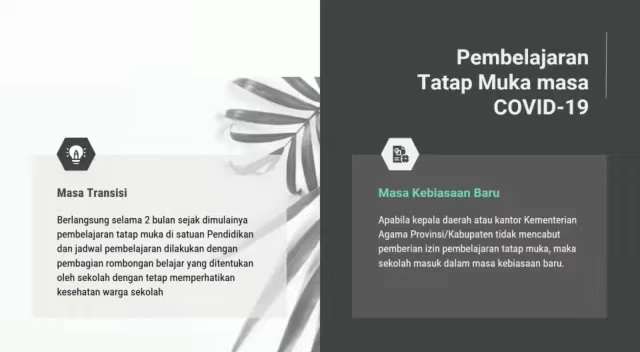 Pembelajaran
Tatap Muka masa
COVID-19
Masa Transisi
Berlangsung selama 2 bulan sejak dimulainya
pembelajaran tatap muka di satuan Pendidikan
dan jadwal pembelajaran dilakukan dengan
pembagian rombongan belajar yang ditentukan
oleh sekolah dengan tetap memperhatikan
kesehatan warga sekolah
Masa Kebiasaan Baru
Apabila kepala daerah atau kantor Kementerian
Agama Provinsi/Kabupaten tidak mencabut
pemberian izin pembelajaran tatap muka, maka
sekolah masuk dalam masa kebiasaan baru.